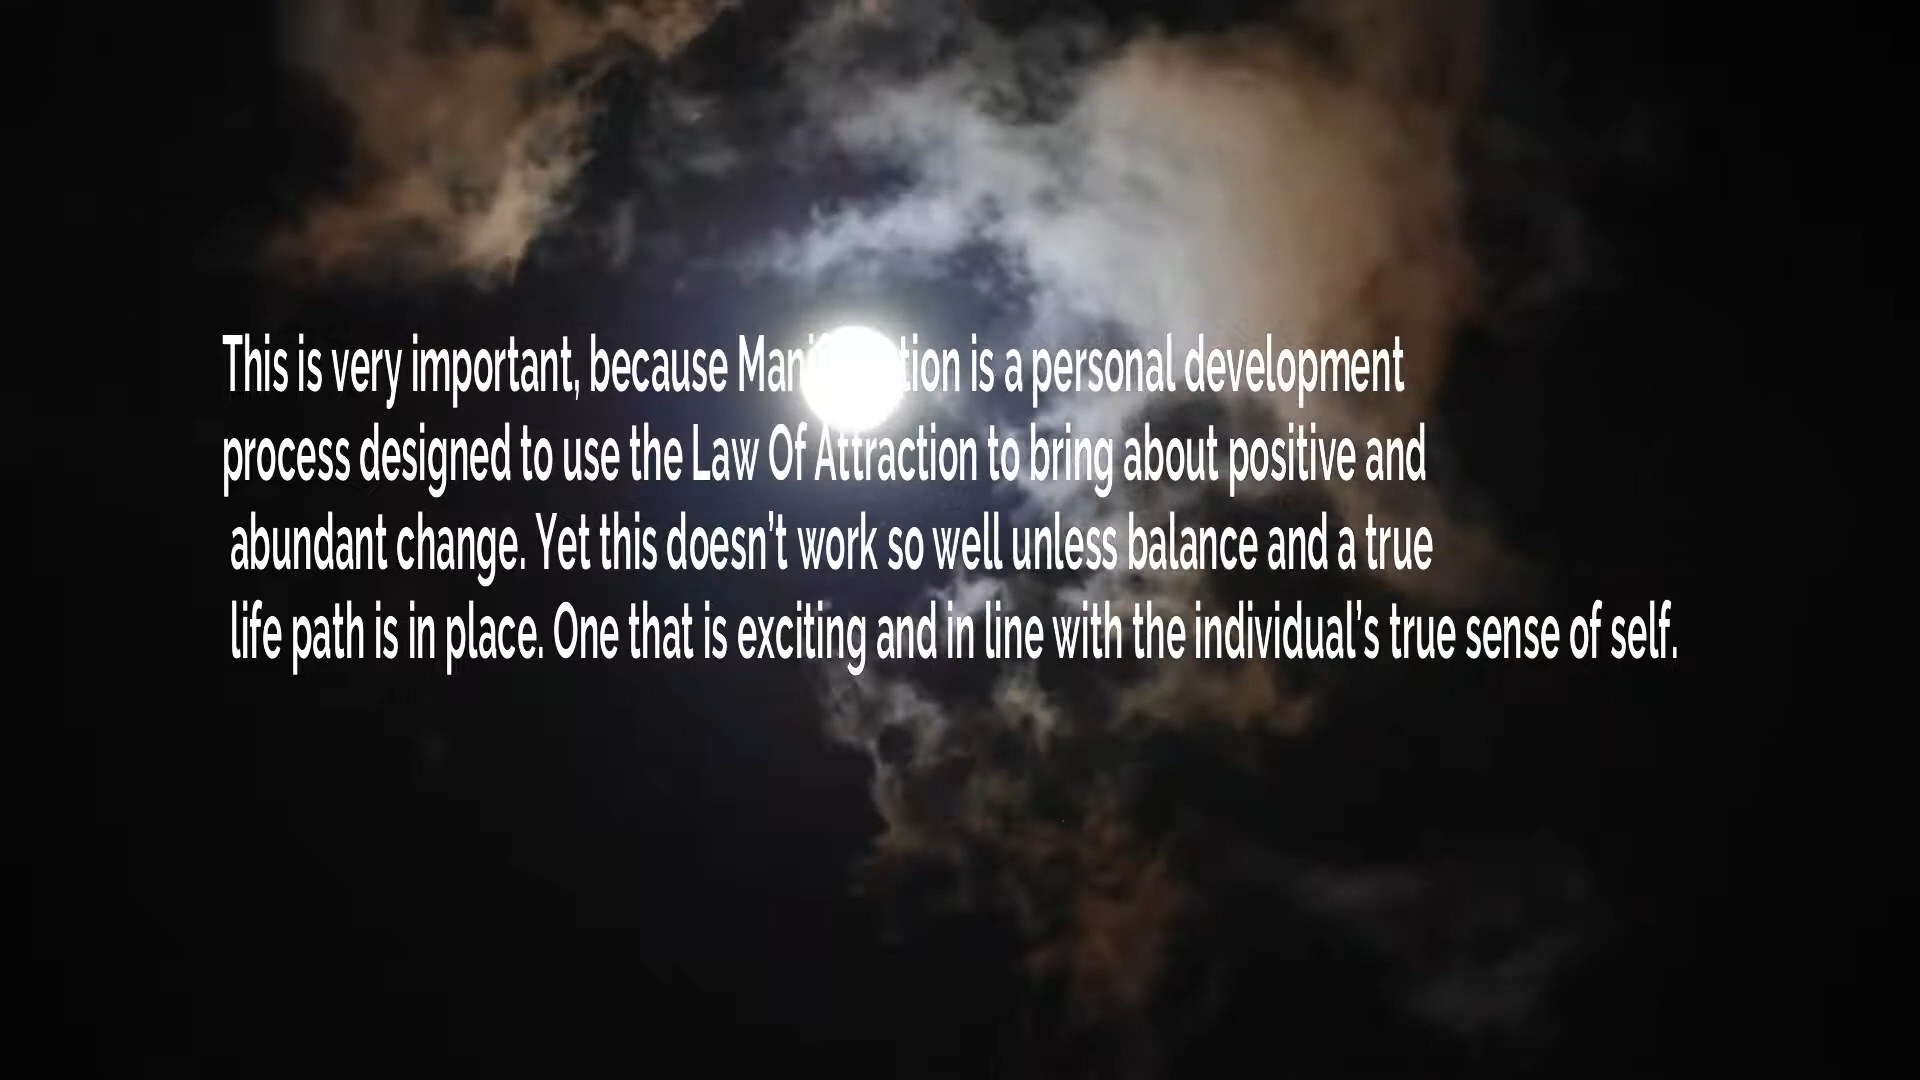 This is very important, because is a personal development
process designed to use the Law Of Attraction to bring about positive and
abundant change. Yet this doesn’t work so well unless balance and a true
life path is in place. One that is exciting and in line with the individual’s true sense of self.